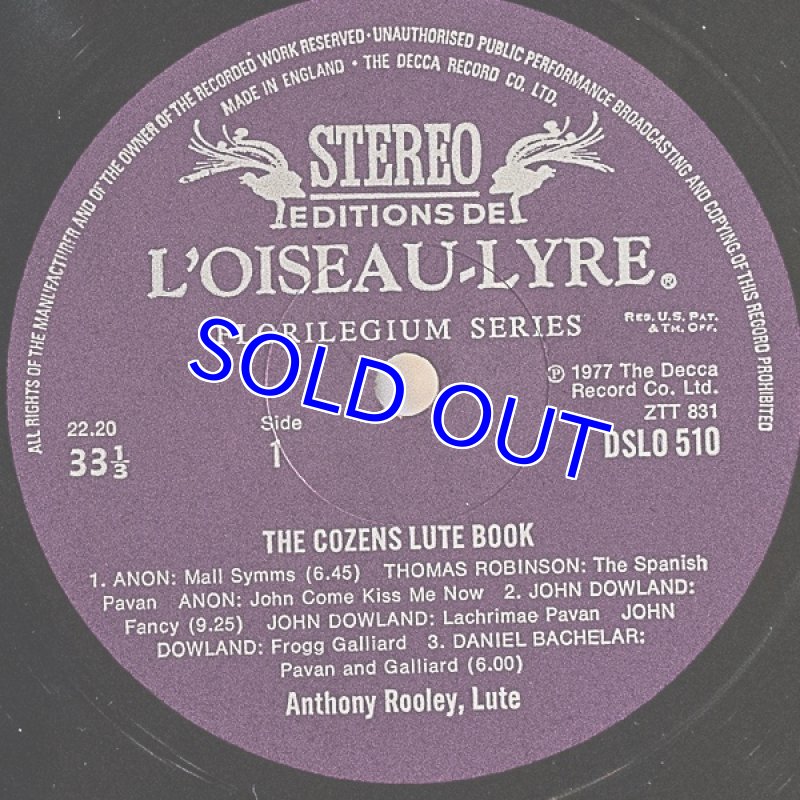 ALL RIGHTS OF THE MANUFACTURER AND OF THE OWNER OF THE RECORDED WORK RESERVED · UNAUTHORISED PUBLIC PERFORMANCE BROADCASTING AND COPYING OF THIS RECORD PROHIBITED
MADE IN ENGLAND · THE DECCA RECORD CO. LTD.
STEREO
EDITIONS DE
L'OISEAU-LYRE®
FLORILEGIUM SERIES
REG. U.S. PAT.
& TM. OFF.
SOLD OUT
℗ 1977 The Decca
Record Co. Ltd.
ZTT 831
DSLO 510
22.20
33⅓
Side
1
THE COZENS LUTE BOOK
1. ANON: Mall Symms (6.45) THOMAS ROBINSON: The Spanish
Pavan ANON: John Come Kiss Me Now 2. JOHN DOWLAND:
Fancy (9.25) JOHN DOWLAND: Lachrimae Pavan JOHN
DOWLAND: Frogg Galliard 3. DANIEL BACHELAR:
Pavan and Galliard (6.00)
Anthony Rooley, Lute